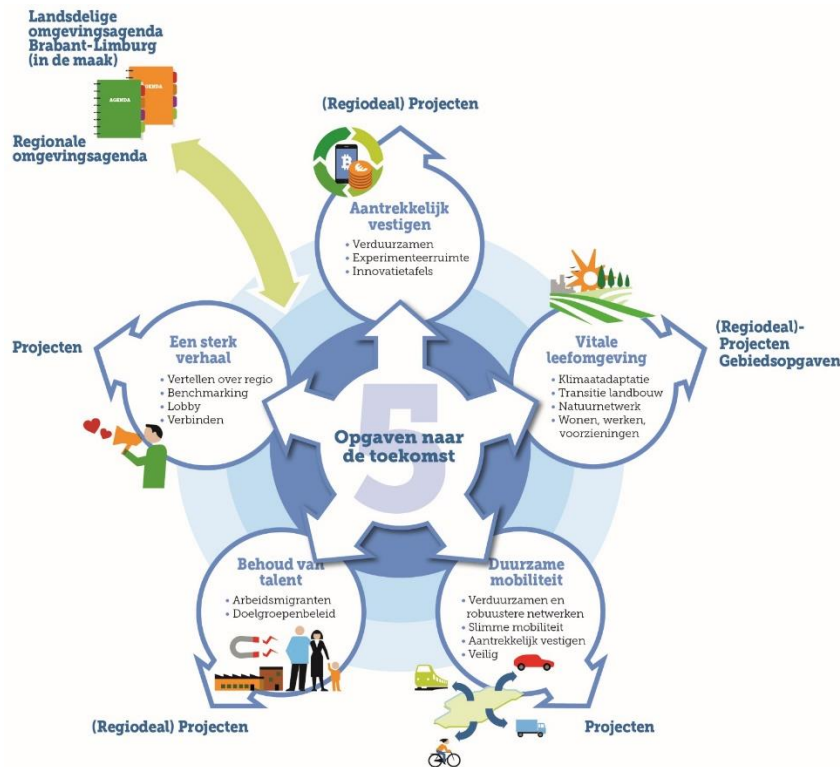 Landsdelige
omgevingsagenda
Brabant-Limburg
(in de maak)
AGENDA
AGENDA
Regionale
omgevingsagenda
(Regiodeal) Projecten
Aantrekkelijk
vestigen
• Verduurzamen
• Experimenteerruimte
• Innovatietafels
Projecten
Een sterk
verhaal
• Vertellen over regio
• Benchmarking
• Lobby
• Verbinden
Vitale
leefomgeving
• Klimaatadaptatie
• Transitie landbouw
• Natuurnetwerk
• Wonen, werken,
voorzieningen
(Regiodeal)-
Projecten
Gebiedsopgaven
5
Opgaven naar
de toekomst
Behoud van
talent
• Arbeidsmigranten
• Doelgroepenbeleid
(Regiodeal) Projecten
Duurzame
mobiliteit
• Verduurzamen en
robuustere netwerken
• Slimme mobiliteit
• Aantrekkelijk vestigen
• Veilig
Projecten